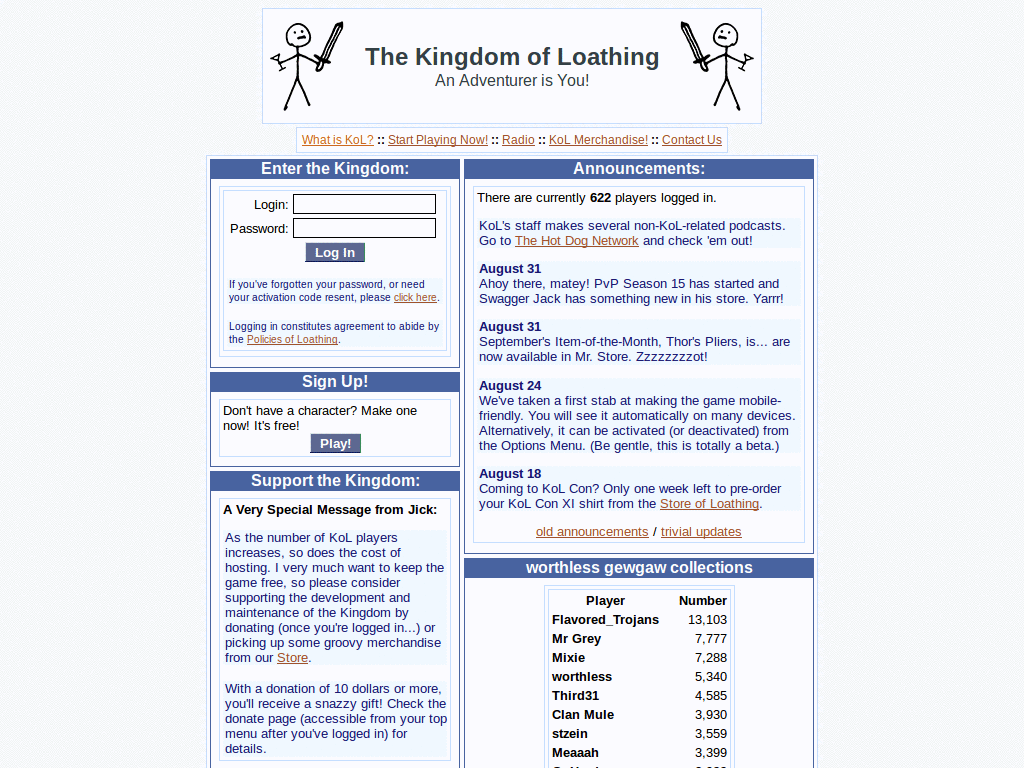 The Kingdom of Loathing
An Adventurer is You!
What is KoL? :: Start Playing Now! :: Radio :: KoL Merchandise! :: Contact Us
Enter the Kingdom:
Login:
Password:
Log In
If you've forgotten your password, or need
your activation code resent, please click here.
Logging in constitutes agreement to abide by
the Policies of Loathing.
Sign Up!
Don't have a character? Make one
now! It's free!
Play!
Support the Kingdom:
A Very Special Message from Jick:
As the number of KoL players
increases, so does the cost of
hosting. I very much want to keep the
game free, so please consider
supporting the development and
maintenance of the Kingdom by
donating (once you're logged in...) or
picking up some groovy merchandise
from our Store.
With a donation of 10 dollars or more,
you'll receive a snazzy gift! Check the
donate page (accessible from your top
menu after you've logged in) for
details.
Announcements:
There are currently 622 players logged in.
KoL's staff makes several non-KoL-related podcasts.
Go to The Hot Dog Network and check 'em out!
August 31
Ahoy there, matey! PvP Season 15 has started and
Swagger Jack has something new in his store. Yarrr!
August 31
September's Item-of-the-Month, Thor's Pliers, is... are
now available in Mr. Store. Zzzzzzzot!
August 24
We've taken a first stab at making the game mobile-
friendly. You will see it automatically on many devices.
Alternatively, it can be activated (or deactivated) from
the Options Menu. (Be gentle, this is totally a beta.)
August 18
Coming to KoL Con? Only one week left to pre-order
your KoL Con XI shirt from the Store of Loathing.
old announcements / trivial updates
worthless gewgaw collections
Player Number
Flavored_Trojans 13,103
Mr Grey 7,777
Mixie 7,288
worthless 5,340
Third31 4,585
Clan Mule 3,930
stzein 3,559
Meaaah 3,399